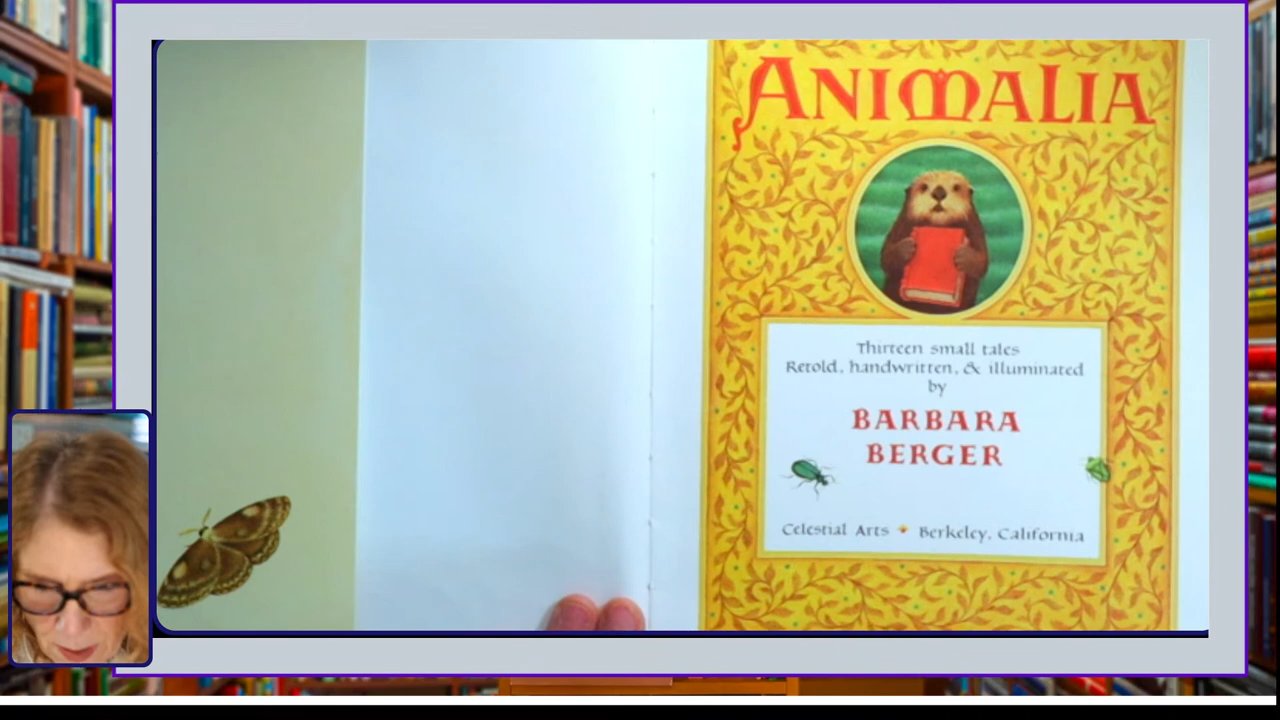 ANIMALIA
Thirteen small tales
Retold, handwritten, & illuminated
by
BARBARA
BERGER
Celestial Arts ✦ Berkeley, California